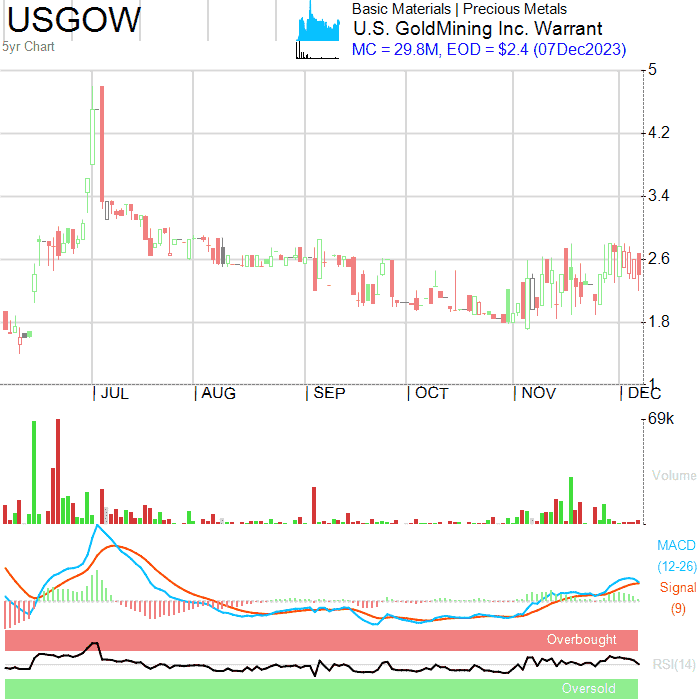 USGOW
5yr Chart
Basic Materials | Precious Metals
U.S. GoldMining Inc. Warrant
MC = 29.8M, EOD = $2.4 (07Dec2023)
5
4.2
3.4
2.6
1.8
1
JUL
AUG
SEP
OCT
NOV
DEC
69k
Volume
MACD
(12-26)
Signal
(9)
Overbought
RSI(14)
Oversold